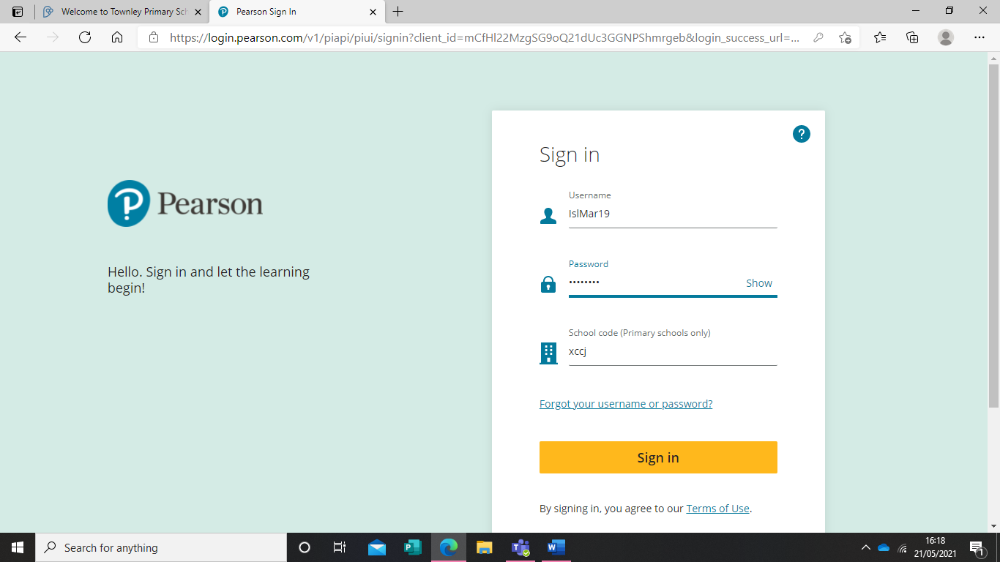 Welcome to Townley Primary Sch
Pearson Sign In
https://login.pearson.com/v1/piapi/piui/signin?client_id=mCfHl22MzgSG9oQ21dUc3GGNPShmrgeb&login_success_url=...
?
Sign in
Pearson
Username
IslMar19
Hello. Sign in and let the learning
begin!
Password
•••••••• Show
School code (Primary schools only)
xccj
Forgot your username or password?
Sign in
By signing in, you agree to our Terms of Use.
Search for anything
16:18
21/05/2021
1